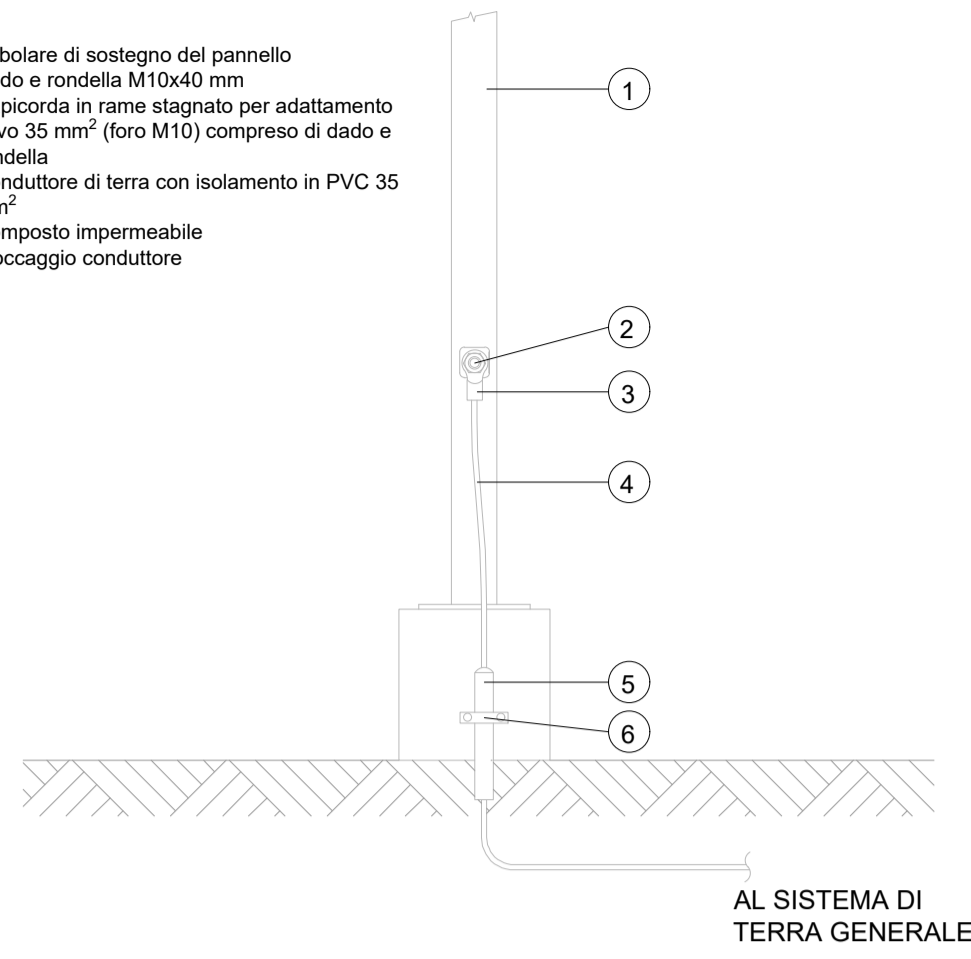 bolare di sostegno del pannello
do e rondella M10x40 mm
picorda in rame stagnato per adattamento
vo 35 mm² (foro M10) compreso di dado e
ndella
nduttore di terra con isolamento in PVC 35
m²
mposto impermeabile
occaggio conduttore
1
2
3
4
5
6
AL SISTEMA DI
TERRA GENERALE